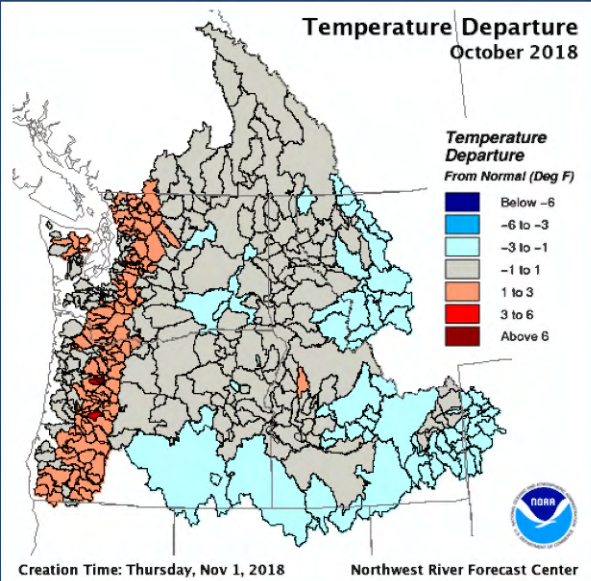 Temperature Departure
October 2018
Temperature
Departure
From Normal (Deg F)
Below -6
-6 to -3
-3 to -1
-1 to 1
1 to 3
3 to 6
Above 6
NOAA
Creation Time: Thursday, Nov 1, 2018
Northwest River Forecast Center